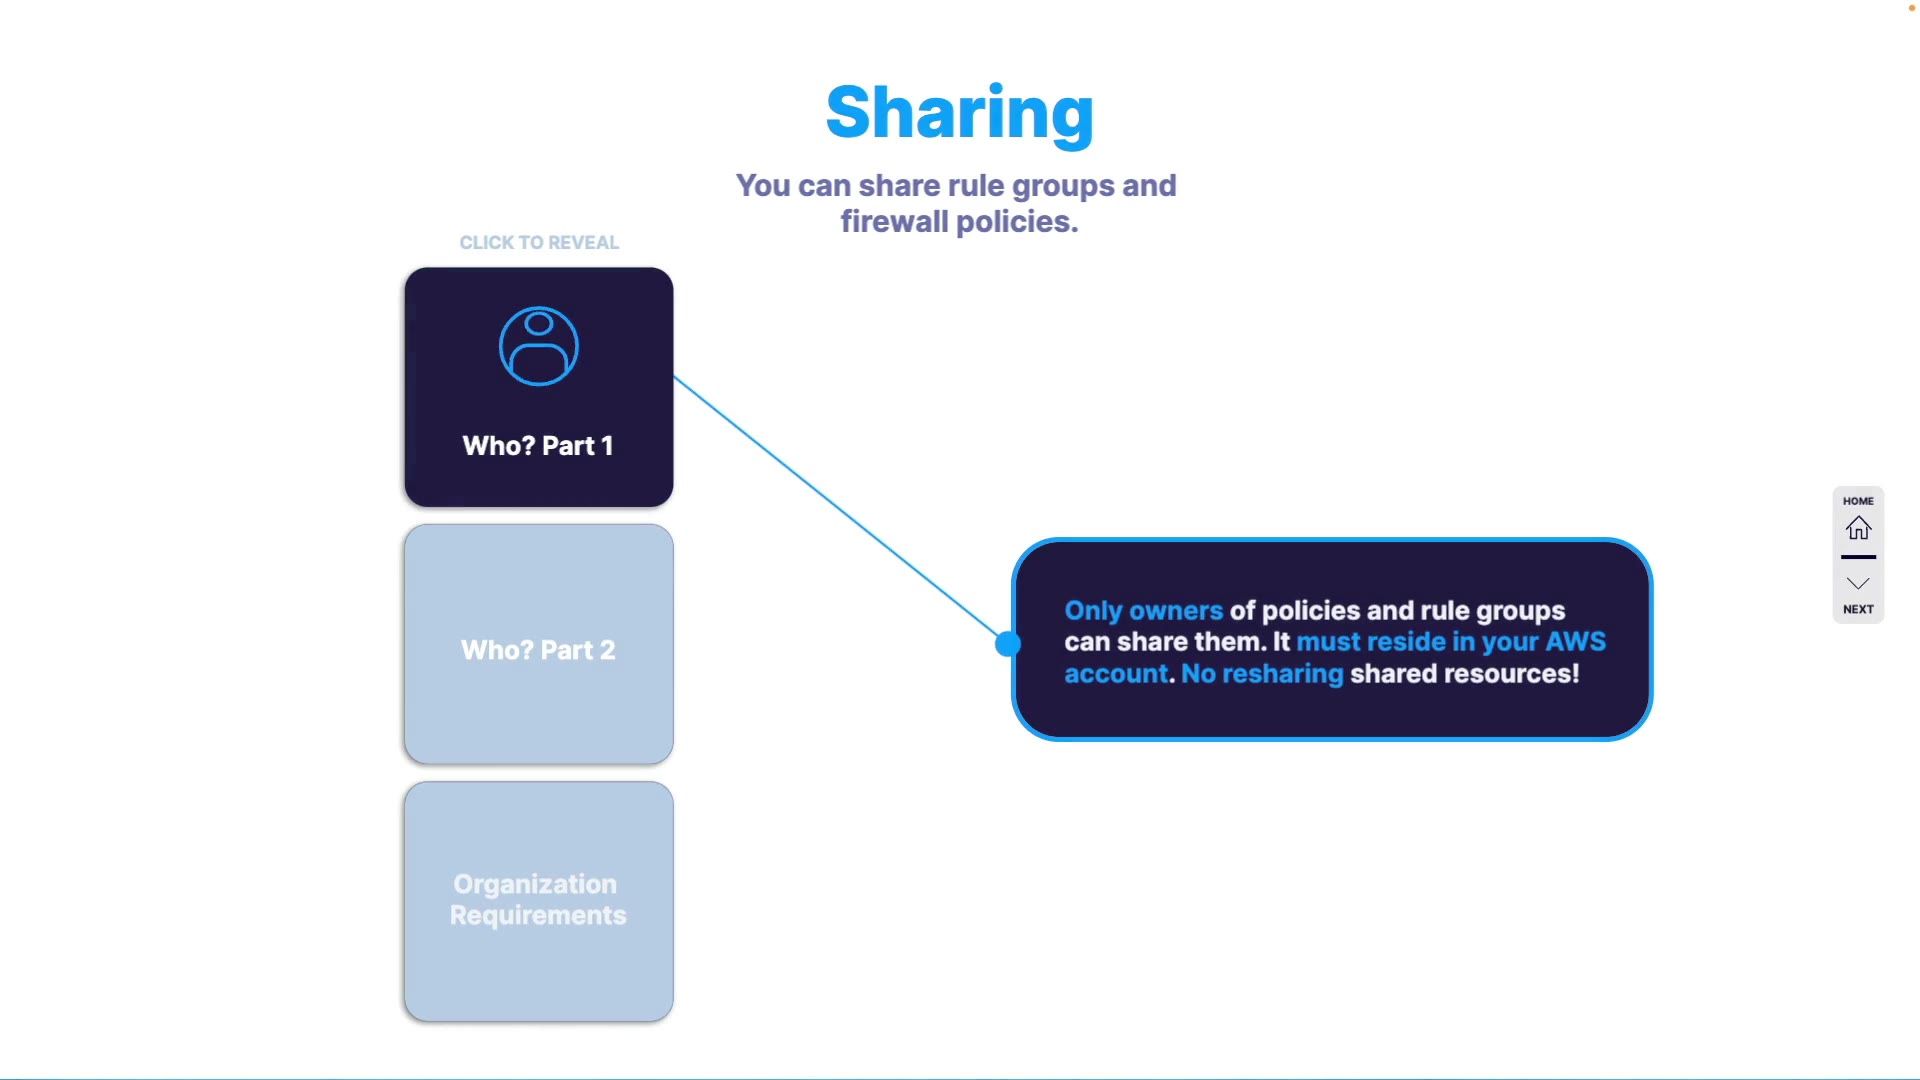 Sharing
You can share rule groups and
firewall policies.
CLICK TO REVEAL
Who? Part 1
Who? Part 2
Organization
Requirements
Only owners of policies and rule groups
can share them. It must reside in your AWS
account. No resharing shared resources!
HOME
NEXT